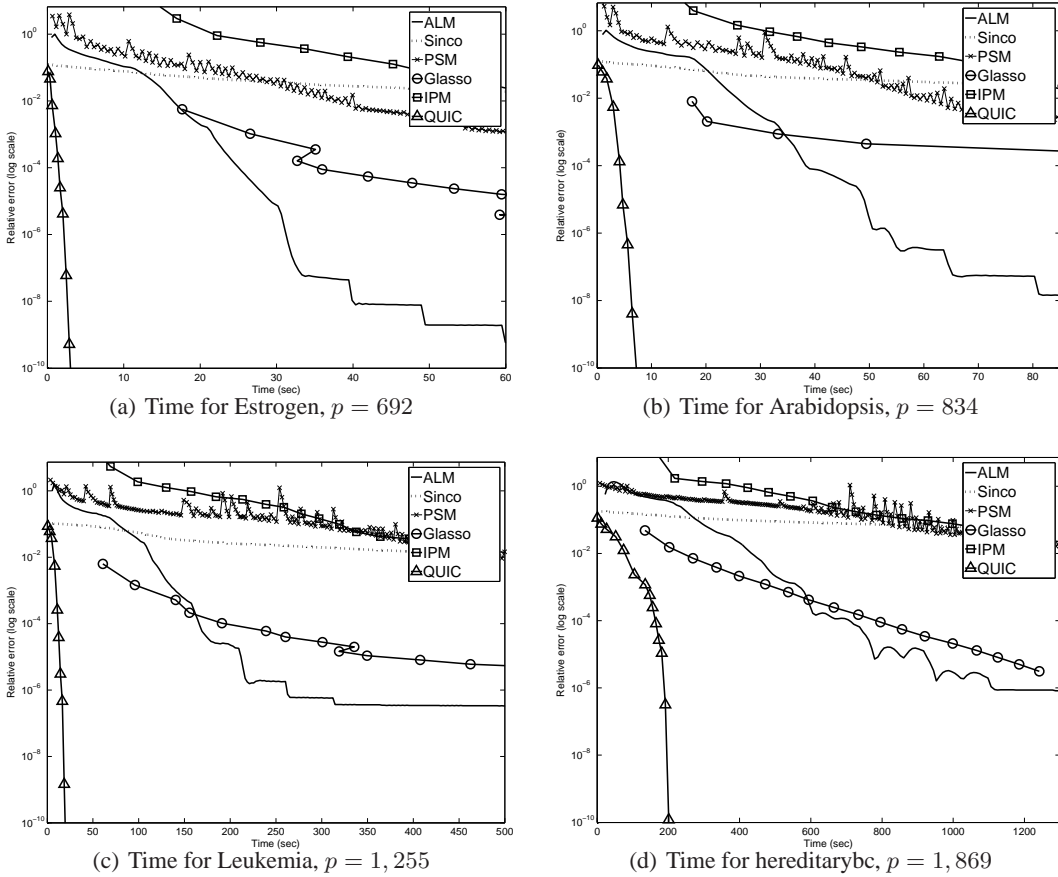 ALM
Sinco
PSM
Glasso
IPM
QUIC
10^0
10^−2
10^−4
10^−6
10^−8
10^−10
Relative error (log scale)
0 10 20 30 40 50 60
Time (sec)
(a) Time for Estrogen, p = 692
ALM
Sinco
PSM
Glasso
IPM
QUIC
10^0
10^−2
10^−4
10^−6
10^−8
10^−10
Relative error (log scale)
0 10 20 30 40 50 60 70 80
Time (sec)
(b) Time for Arabidopsis, p = 834
ALM
Sinco
PSM
Glasso
IPM
QUIC
10^0
10^−2
10^−4
10^−6
10^−8
10^−10
Relative error (log scale)
0 50 100 150 200 250 300 350 400 450 500
Time (sec)
(c) Time for Leukemia, p = 1, 255
ALM
Sinco
PSM
Glasso
IPM
QUIC
10^0
10^−2
10^−4
10^−6
10^−8
10^−10
Relative error (log scale)
0 200 400 600 800 1000 1200
Time (sec)
(d) Time for hereditarybc, p = 1, 869